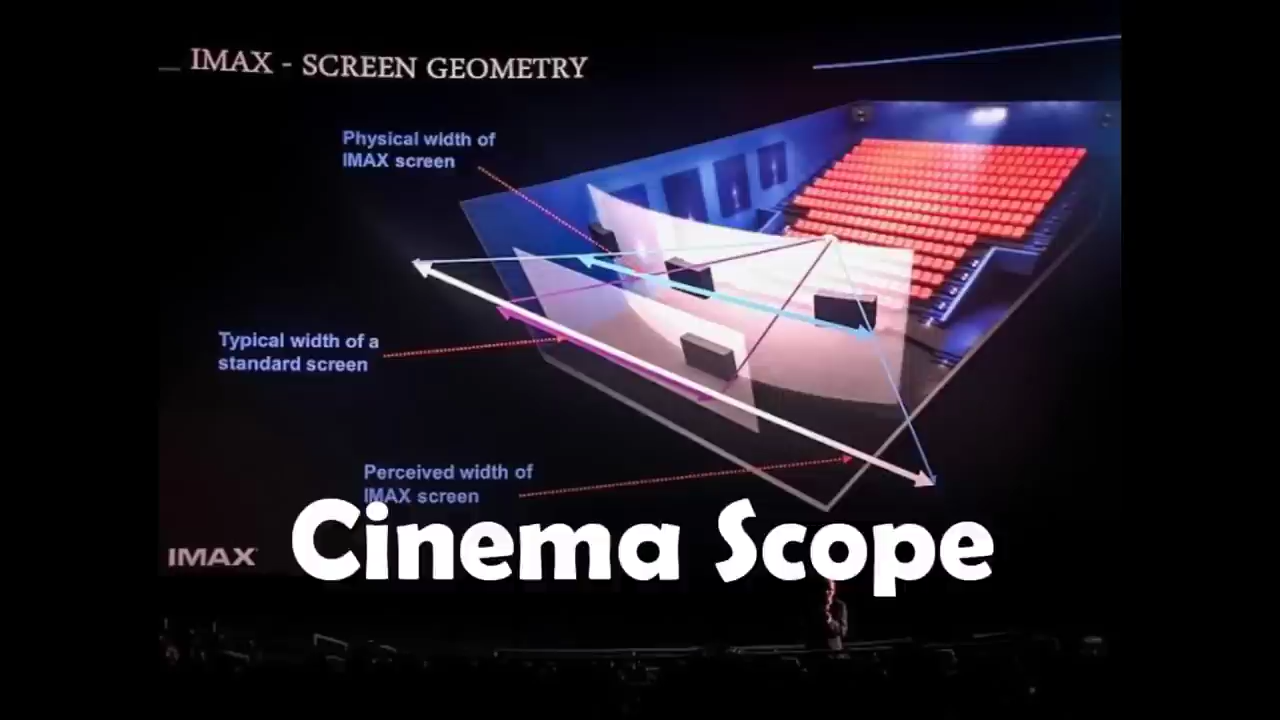 IMAX - SCREEN GEOMETRY
Physical width of
IMAX screen
Typical width of a
standard screen
Perceived width of
IMAX screen
IMAX
Cinema Scope